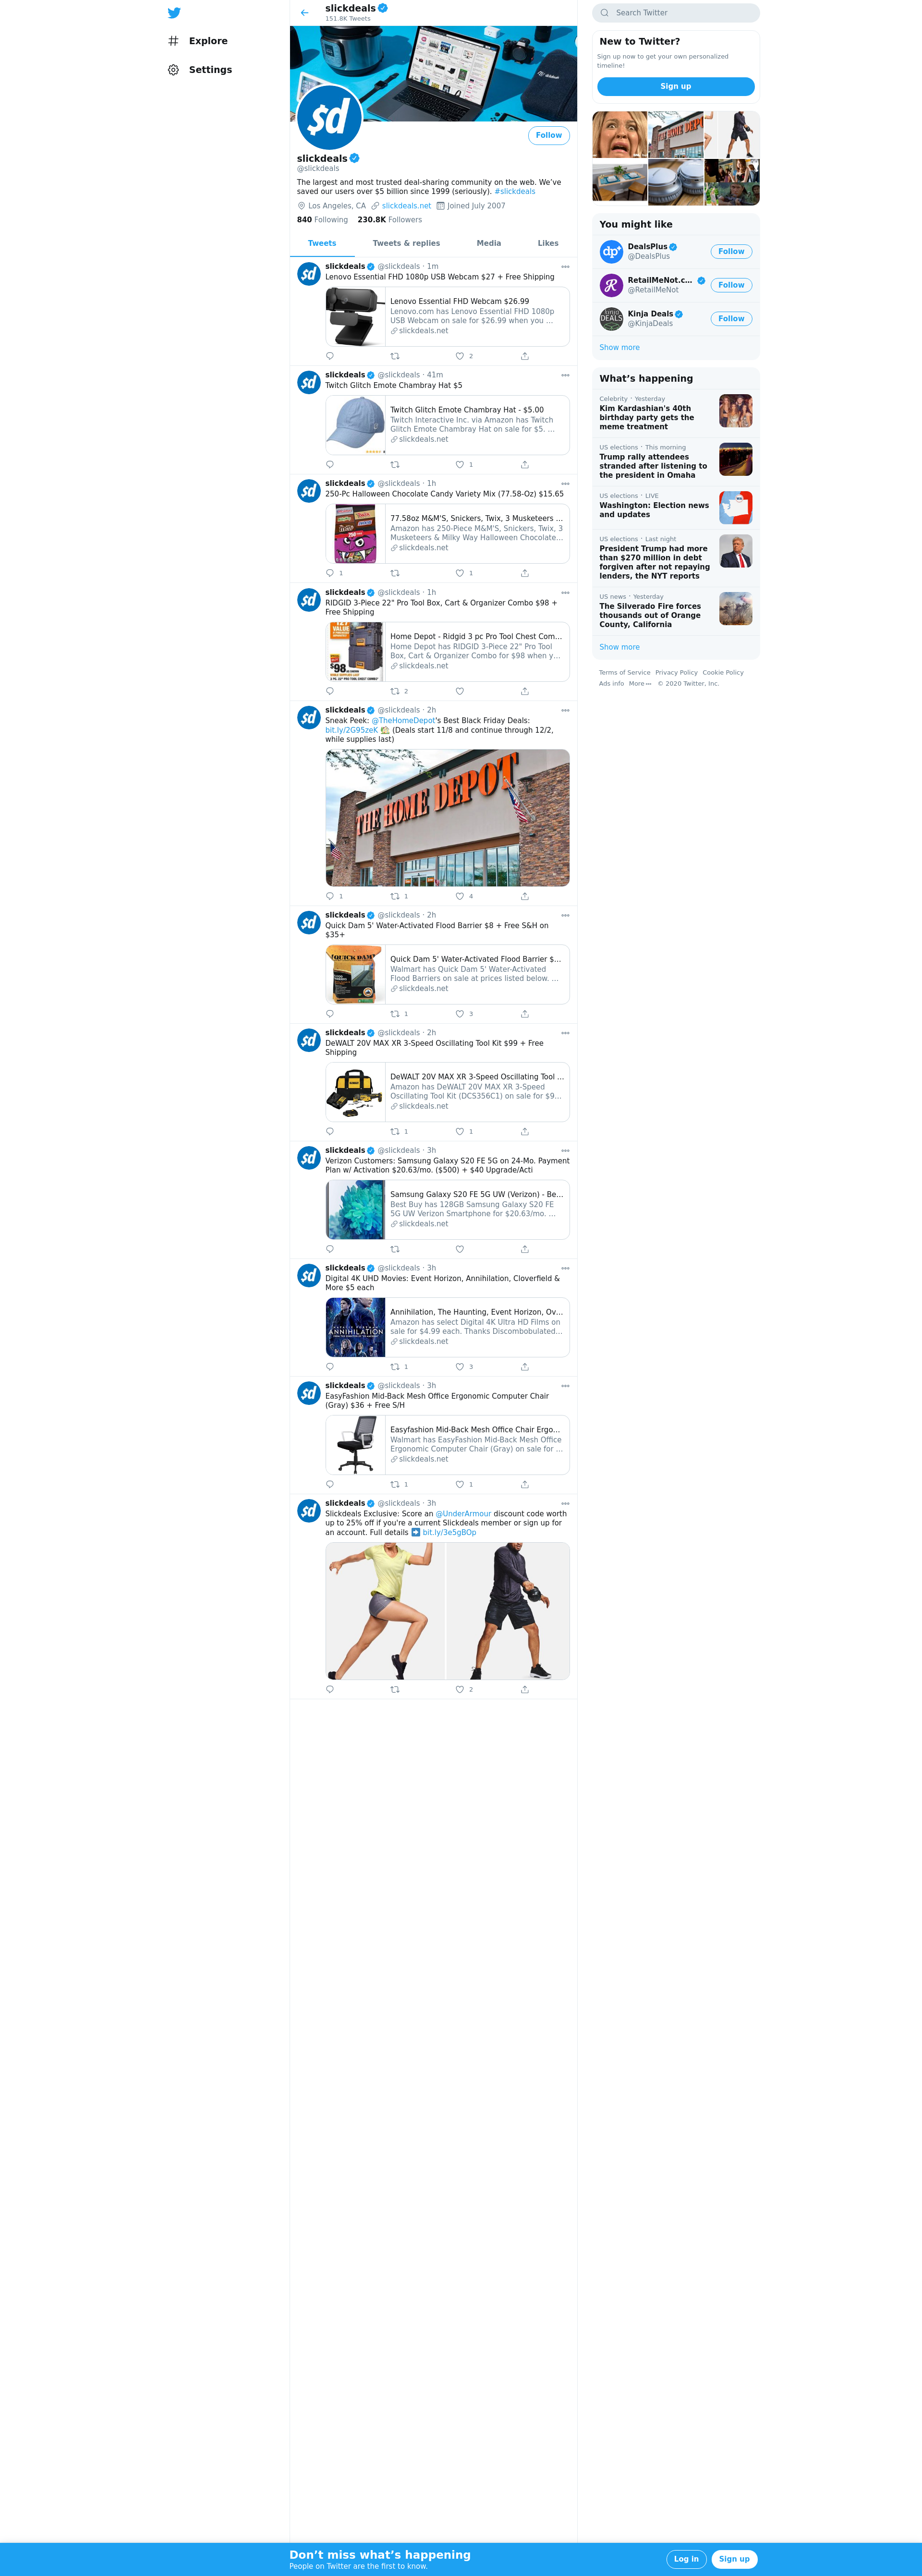 slickdeals
151.8K Tweets
Search Twitter
Explore
Settings
New to Twitter?
Sign up now to get your own personalized
timeline!
Sign up
$d
Follow
slickdeals
@slickdeals
The largest and most trusted deal-sharing community on the web. We’ve
saved our users over $5 billion since 1999 (seriously). #slickdeals
Los Angeles, CA slickdeals.net Joined July 2007
840 Following 230.8K Followers
Tweets Tweets & replies Media Likes
slickdeals @slickdeals · 1m
Lenovo Essential FHD 1080p USB Webcam $27 + Free Shipping
Lenovo Essential FHD Webcam $26.99
Lenovo.com has Lenovo Essential FHD 1080p
USB Webcam on sale for $26.99 when you ...
slickdeals.net
2
slickdeals @slickdeals · 41m
Twitch Glitch Emote Chambray Hat $5
Twitch Glitch Emote Chambray Hat - $5.00
Twitch Interactive Inc. via Amazon has Twitch
Glitch Emote Chambray Hat on sale for $5. ...
slickdeals.net
1
slickdeals @slickdeals · 1h
250-Pc Halloween Chocolate Candy Variety Mix (77.58-Oz) $15.65
77.58oz M&M'S, Snickers, Twix, 3 Musketeers ...
Amazon has 250-Piece M&M'S, Snickers, Twix, 3
Musketeers & Milky Way Halloween Chocolate...
slickdeals.net
1 1
slickdeals @slickdeals · 1h
RIDGID 3-Piece 22" Pro Tool Box, Cart & Organizer Combo $98 +
Free Shipping
VALUE
$98
Home Depot - Ridgid 3 pc Pro Tool Chest Com...
Home Depot has RIDGID 3-Piece 22" Pro Tool
Box, Cart & Organizer Combo for $98 when y...
slickdeals.net
2
slickdeals @slickdeals · 2h
Sneak Peek: @TheHomeDepot's Best Black Friday Deals:
bit.ly/2G95zeK 🏡 (Deals start 11/8 and continue through 12/2,
while supplies last)
THE HOME DEPOT
1 1 4
slickdeals @slickdeals · 2h
Quick Dam 5' Water-Activated Flood Barrier $8 + Free S&H on
$35+
QUICK DAM
Quick Dam 5' Water-Activated Flood Barrier $...
Walmart has Quick Dam 5' Water-Activated
Flood Barriers on sale at prices listed below. ...
slickdeals.net
1 3
slickdeals @slickdeals · 2h
DeWALT 20V MAX XR 3-Speed Oscillating Tool Kit $99 + Free
Shipping
DeWALT 20V MAX XR 3-Speed Oscillating Tool ...
Amazon has DeWALT 20V MAX XR 3-Speed
Oscillating Tool Kit (DCS356C1) on sale for $9...
slickdeals.net
1 1
slickdeals @slickdeals · 3h
Verizon Customers: Samsung Galaxy S20 FE 5G on 24-Mo. Payment
Plan w/ Activation $20.63/mo. ($500) + $40 Upgrade/Acti
Samsung Galaxy S20 FE 5G UW (Verizon) - Be...
Best Buy has 128GB Samsung Galaxy S20 FE
5G UW Verizon Smartphone for $20.63/mo. ...
slickdeals.net
slickdeals @slickdeals · 3h
Digital 4K UHD Movies: Event Horizon, Annihilation, Cloverfield &
More $5 each
ANNIHILATION
Annihilation, The Haunting, Event Horizon, Ov...
Amazon has select Digital 4K Ultra HD Films on
sale for $4.99 each. Thanks Discombobulated...
slickdeals.net
1 3
slickdeals @slickdeals · 3h
EasyFashion Mid-Back Mesh Office Ergonomic Computer Chair
(Gray) $36 + Free S/H
Easyfashion Mid-Back Mesh Office Chair Ergo...
Walmart has EasyFashion Mid-Back Mesh Office
Ergonomic Computer Chair (Gray) on sale for ...
slickdeals.net
1 1
slickdeals @slickdeals · 3h
Slickdeals Exclusive: Score an @UnderArmour discount code worth
up to 25% off if you're a current Slickdeals member or sign up for
an account. Full details ➡ bit.ly/3e5gBOp
2
You might like
DealsPlus
@DealsPlus
Follow
RetailMeNot.c...
@RetailMeNot
Follow
Kinja Deals
@KinjaDeals
Follow
Show more
What’s happening
Celebrity · Yesterday
Kim Kardashian's 40th
birthday party gets the
meme treatment
US elections · This morning
Trump rally attendees
stranded after listening to
the president in Omaha
US elections · LIVE
Washington: Election news
and updates
US elections · Last night
President Trump had more
than $270 million in debt
forgiven after not repaying
lenders, the NYT reports
US news · Yesterday
The Silverado Fire forces
thousands out of Orange
County, California
Show more
Terms of Service Privacy Policy Cookie Policy
Ads info More © 2020 Twitter, Inc.
Don’t miss what’s happening
People on Twitter are the first to know.
Log in
Sign up